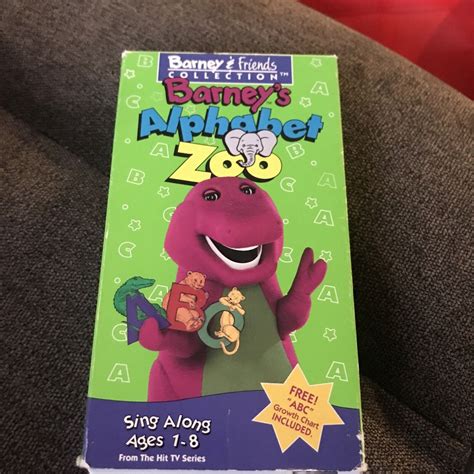 Barney & Friends
COLLECTION™
Barney's
Alphabet
Zoo
ABC
Sing Along
Ages 1-8
From The Hit TV Series
FREE!
"ABC"
Growth Chart
INCLUDED.